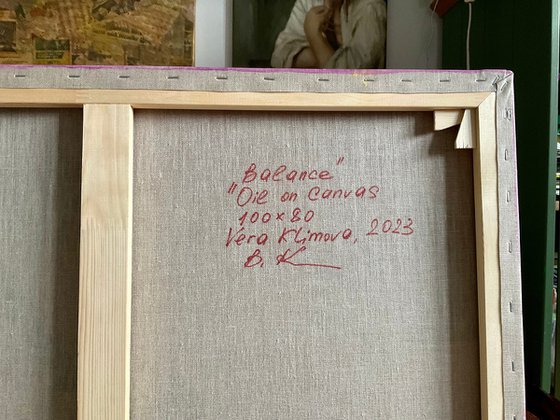 "Balance"
"Oil on Canvas
100×80
Vera Klimova, 2023
В. К